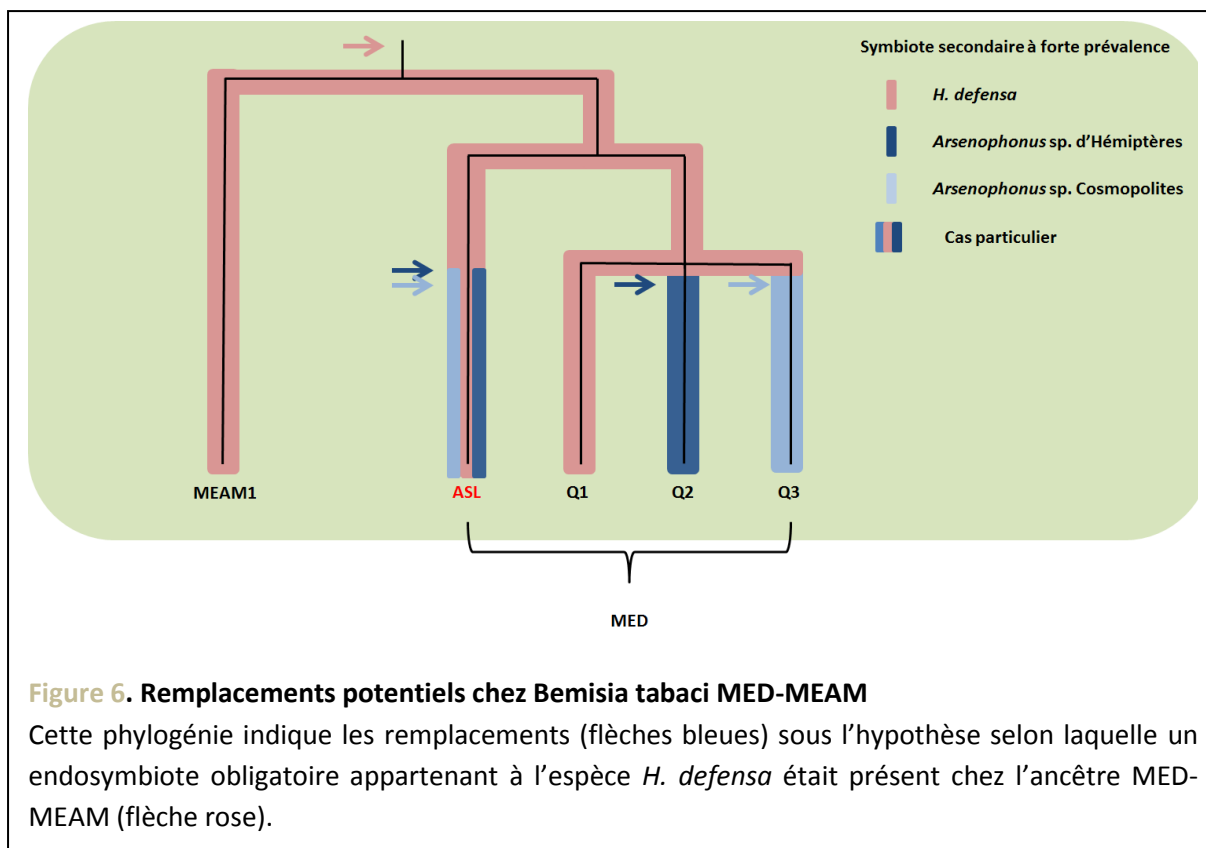 Symbiote secondaire à forte prévalence
H. defensa
Arsenophonus sp. d'Hémiptères
Arsenophonus sp. Cosmopolites
Cas particulier
MEAM1
ASL
Q1
Q2
Q3
MED
Figure 6. Remplacements potentiels chez Bemisia tabaci MED-MEAM
Cette phylogénie indique les remplacements (flèches bleues) sous l'hypothèse selon laquelle un
endosymbiote obligatoire appartenant à l'espèce H. defensa était présent chez l'ancêtre MED-
MEAM (flèche rose).